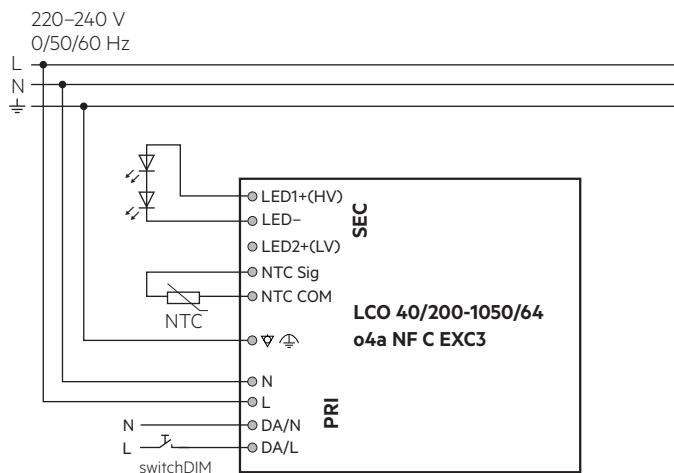 220–240 V
0/50/60 Hz
L
N
LED1+(HV)
LED–
SEC
LED2+(LV)
NTC Sig
NTC COM
NTC
LCO 40/200-1050/64
o4a NF C EXC3
N
L
PRI
N DA/N
L DA/L
switchDIM